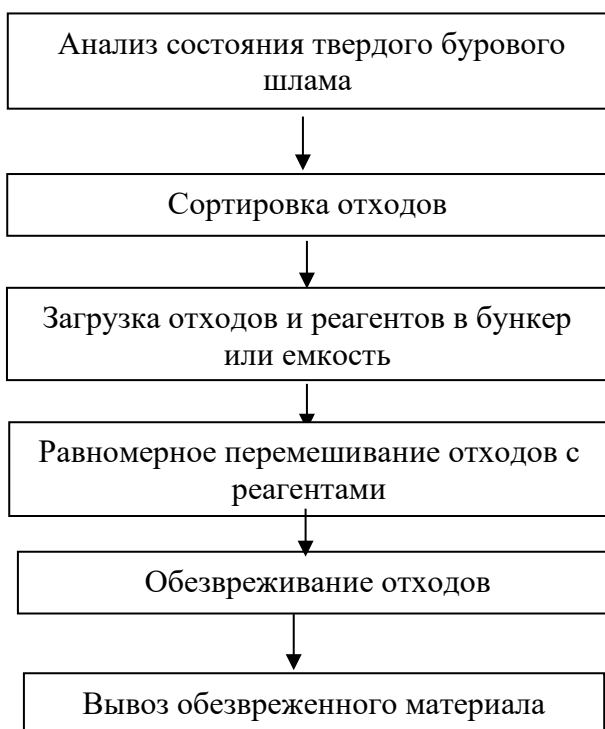 Анализ состояния твердого бурового
шлама
Сортировка отходов
Загрузка отходов и реагентов в бункер
или емкость
Равномерное перемешивание отходов с
реагентами
Обезвреживание отходов
Вывоз обезвреженного материала